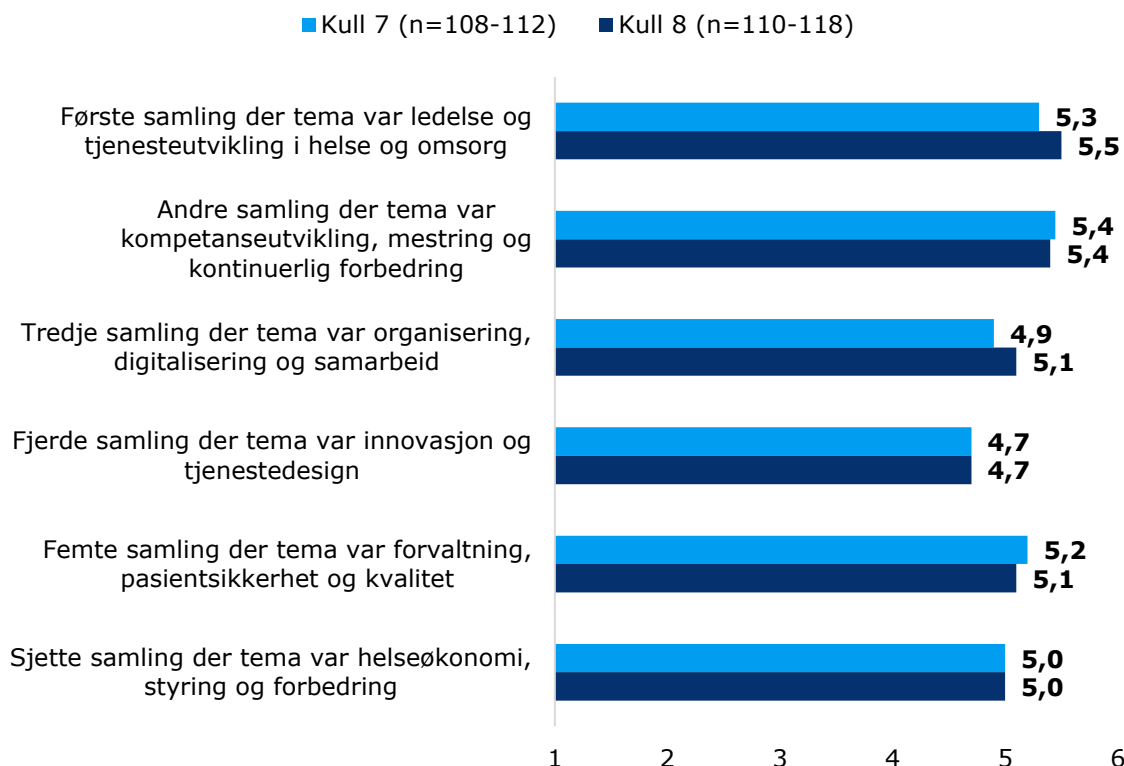 Kull 7 (n=108-112) Kull 8 (n=110-118)
Første samling der tema var ledelse og
tjenesteutvikling i helse og omsorg
5,3
5,5
Andre samling der tema var
kompetanseutvikling, mestring og
kontinuerlig forbedring
5,4
5,4
Tredje samling der tema var organisering,
digitalisering og samarbeid
4,9
5,1
Fjerde samling der tema var innovasjon og
tjenestedesign
4,7
4,7
Femte samling der tema var forvaltning,
pasientsikkerhet og kvalitet
5,2
5,1
Sjette samling der tema var helseøkonomi,
styring og forbedring
5,0
5,0
1 2 3 4 5 6